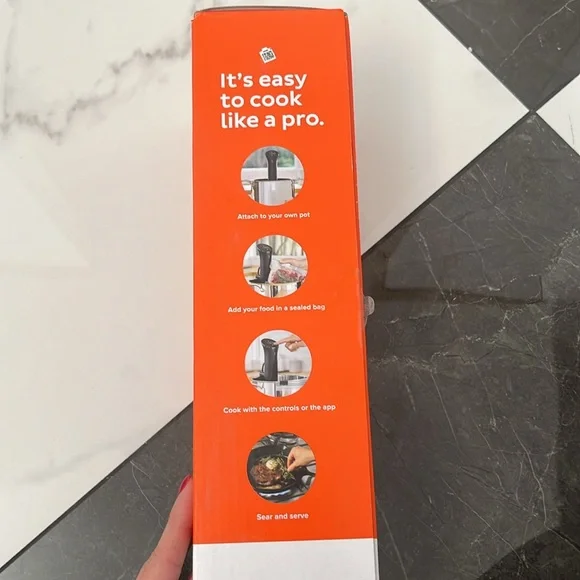 It's easy
to cook
like a pro.
Attach to your own pot
Add your food in a sealed bag
Cook with the controls or the app
Sear and serve